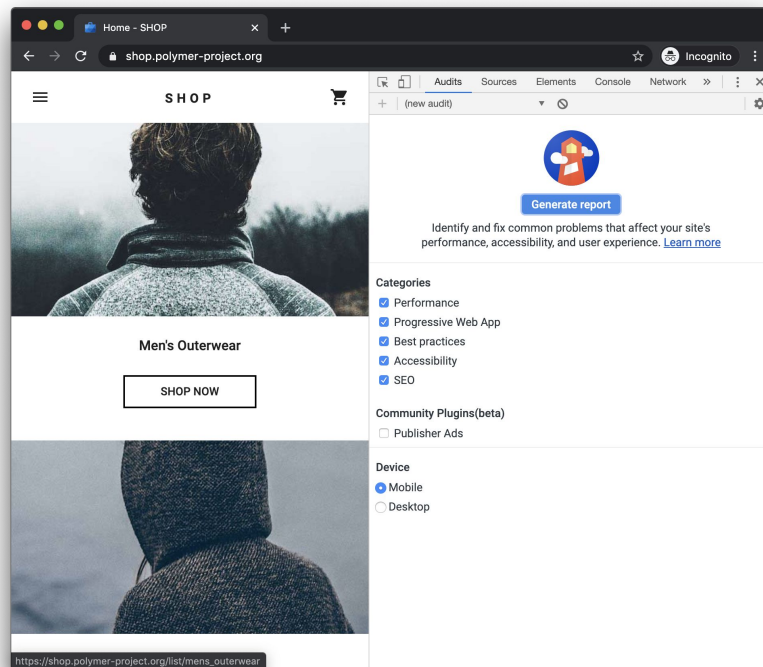 Home - SHOP
shop.polymer-project.org
Incognito
SHOP
Men's Outerwear
SHOP NOW
https://shop.polymer-project.org/list/mens_outerwear
Audits Sources Elements Console Network »
(new audit)
Generate report
Identify and fix common problems that affect your site's
performance, accessibility, and user experience. Learn more
Categories
Performance
Progressive Web App
Best practices
Accessibility
SEO
Community Plugins(beta)
Publisher Ads
Device
Mobile
Desktop